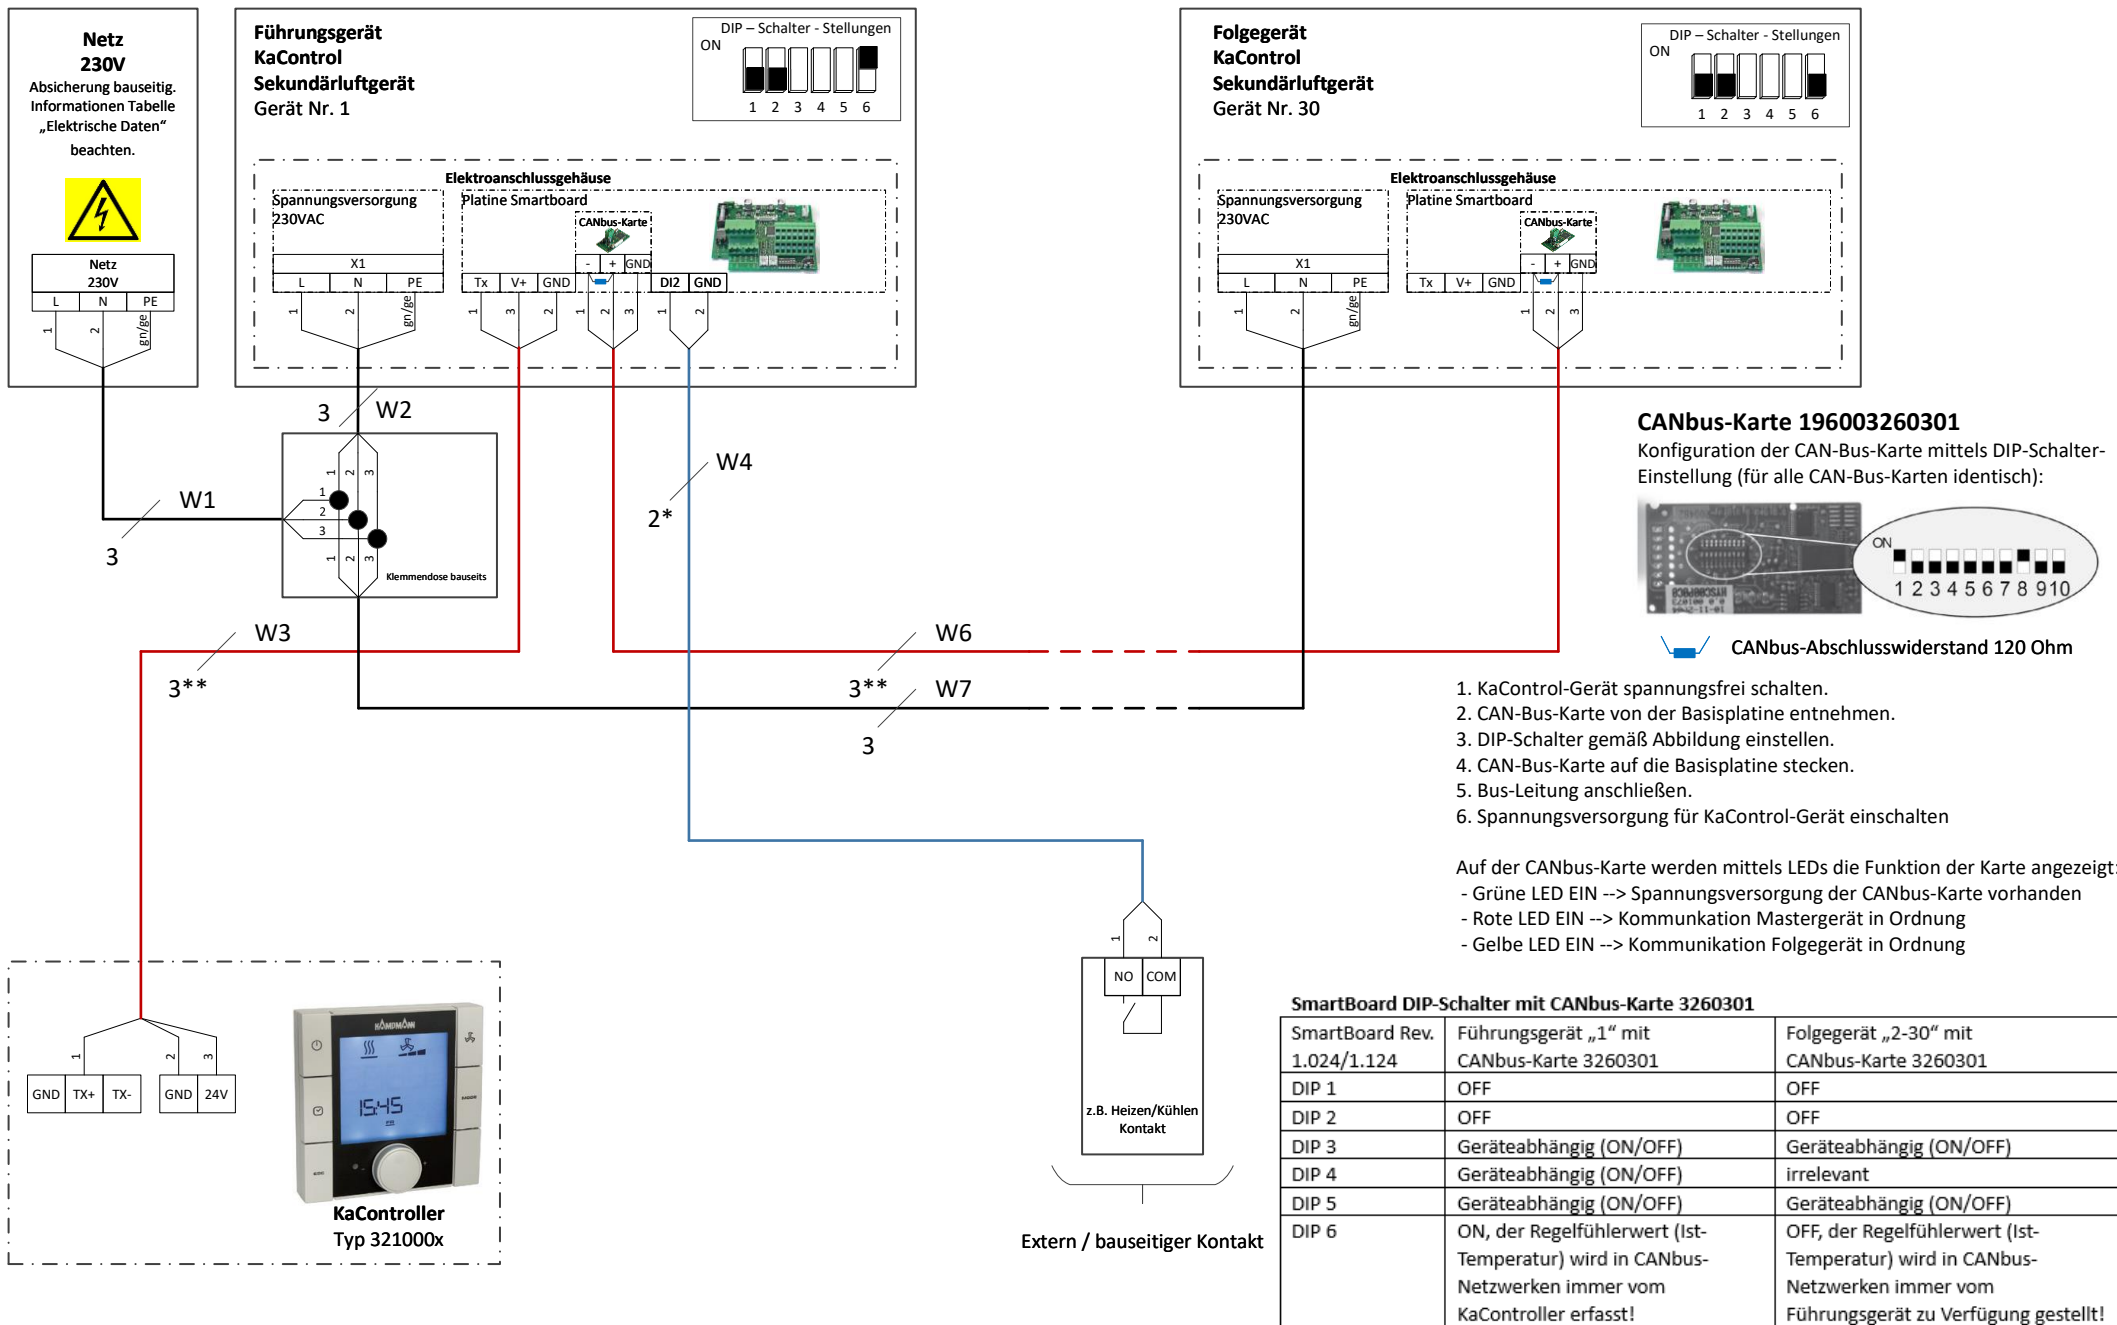 Netz
230V
Absicherung bauseitig.
Informationen Tabelle
„Elektrische Daten“
beachten.
Netz
230V
L N PE
1 2 gn/ge
Führungsgerät
KaControl
Sekundärluftgerät
Gerät Nr. 1
DIP – Schalter - Stellungen
ON
1 2 3 4 5 6
Elektroanschlussgehäuse
Spannungsversorgung
230VAC
Platine Smartboard
CANbus-Karte
X1
L N PE
Tx V+ GND
- + GND
DI2 GND
1 2 gn/ge
1 3 2
1 2 3
1 2
Folgegerät
KaControl
Sekundärluftgerät
Gerät Nr. 30
DIP – Schalter - Stellungen
ON
1 2 3 4 5 6
Elektroanschlussgehäuse
Spannungsversorgung
230VAC
Platine Smartboard
CANbus-Karte
X1
L N PE
Tx V+ GND
- + GND
1 2 gn/ge
1 2 3
3 W2
W1
3
1 2 3
1
2
3
1 2 3
Klemmendose bauseits
W4
2*
W3
3**
W6
3**
W7
3
CANbus-Karte 196003260301
Konfiguration der CAN-Bus-Karte mittels DIP-Schalter-
Einstellung (für alle CAN-Bus-Karten identisch):
ON
1 2 3 4 5 6 7 8 9 10
CANbus-Abschlusswiderstand 120 Ohm
1. KaControl-Gerät spannungsfrei schalten.
2. CAN-Bus-Karte von der Basisplatine entnehmen.
3. DIP-Schalter gemäß Abbildung einstellen.
4. CAN-Bus-Karte auf die Basisplatine stecken.
5. Bus-Leitung anschließen.
6. Spannungsversorgung für KaControl-Gerät einschalten
Auf der CANbus-Karte werden mittels LEDs die Funktion der Karte angezeigt:
- Grüne LED EIN --> Spannungsversorgung der CANbus-Karte vorhanden
- Rote LED EIN --> Kommunkation Mastergerät in Ordnung
- Gelbe LED EIN --> Kommunikation Folgegerät in Ordnung
1 2 3
GND TX+ TX- GND 24V
KAMPMANN
15:45
ESC
KaController
Typ 321000x
1 2
NO COM
z.B. Heizen/Kühlen
Kontakt
Extern / bauseitiger Kontakt
SmartBoard DIP-Schalter mit CANbus-Karte 3260301
SmartBoard Rev. Führungsgerät „1“ mit Folgegerät „2-30“ mit
1.024/1.124 CANbus-Karte 3260301 CANbus-Karte 3260301
DIP 1 OFF OFF
DIP 2 OFF OFF
DIP 3 Geräteabhängig (ON/OFF) Geräteabhängig (ON/OFF)
DIP 4 Geräteabhängig (ON/OFF) irrelevant
DIP 5 Geräteabhängig (ON/OFF) Geräteabhängig (ON/OFF)
DIP 6 ON, der Regelfühlerwert (Ist- OFF, der Regelfühlerwert (Ist-
Temperatur) wird in CANbus- Temperatur) wird in CANbus-
Netzwerken immer vom Netzwerken immer vom
KaController erfasst! Führungsgerät zu Verfügung gestellt!